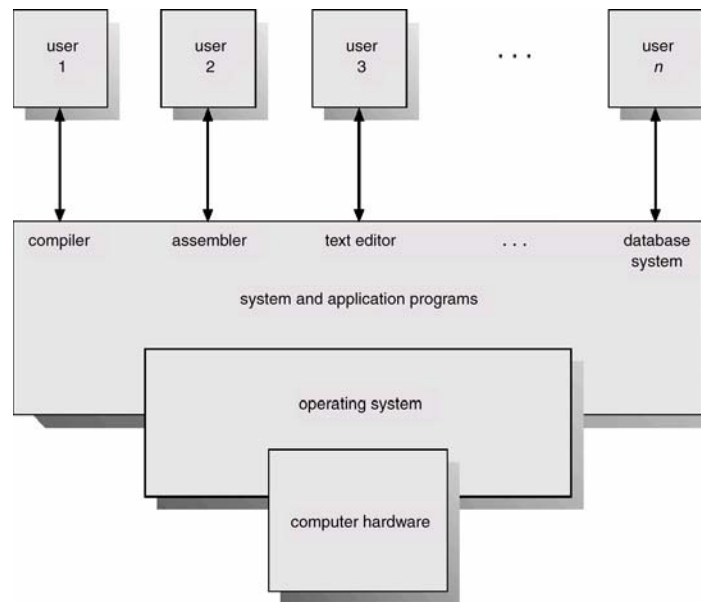 user
1
user
2
user
3
. . .
user
n
compiler
assembler
text editor
. . .
database
system
system and application programs
operating system
computer hardware